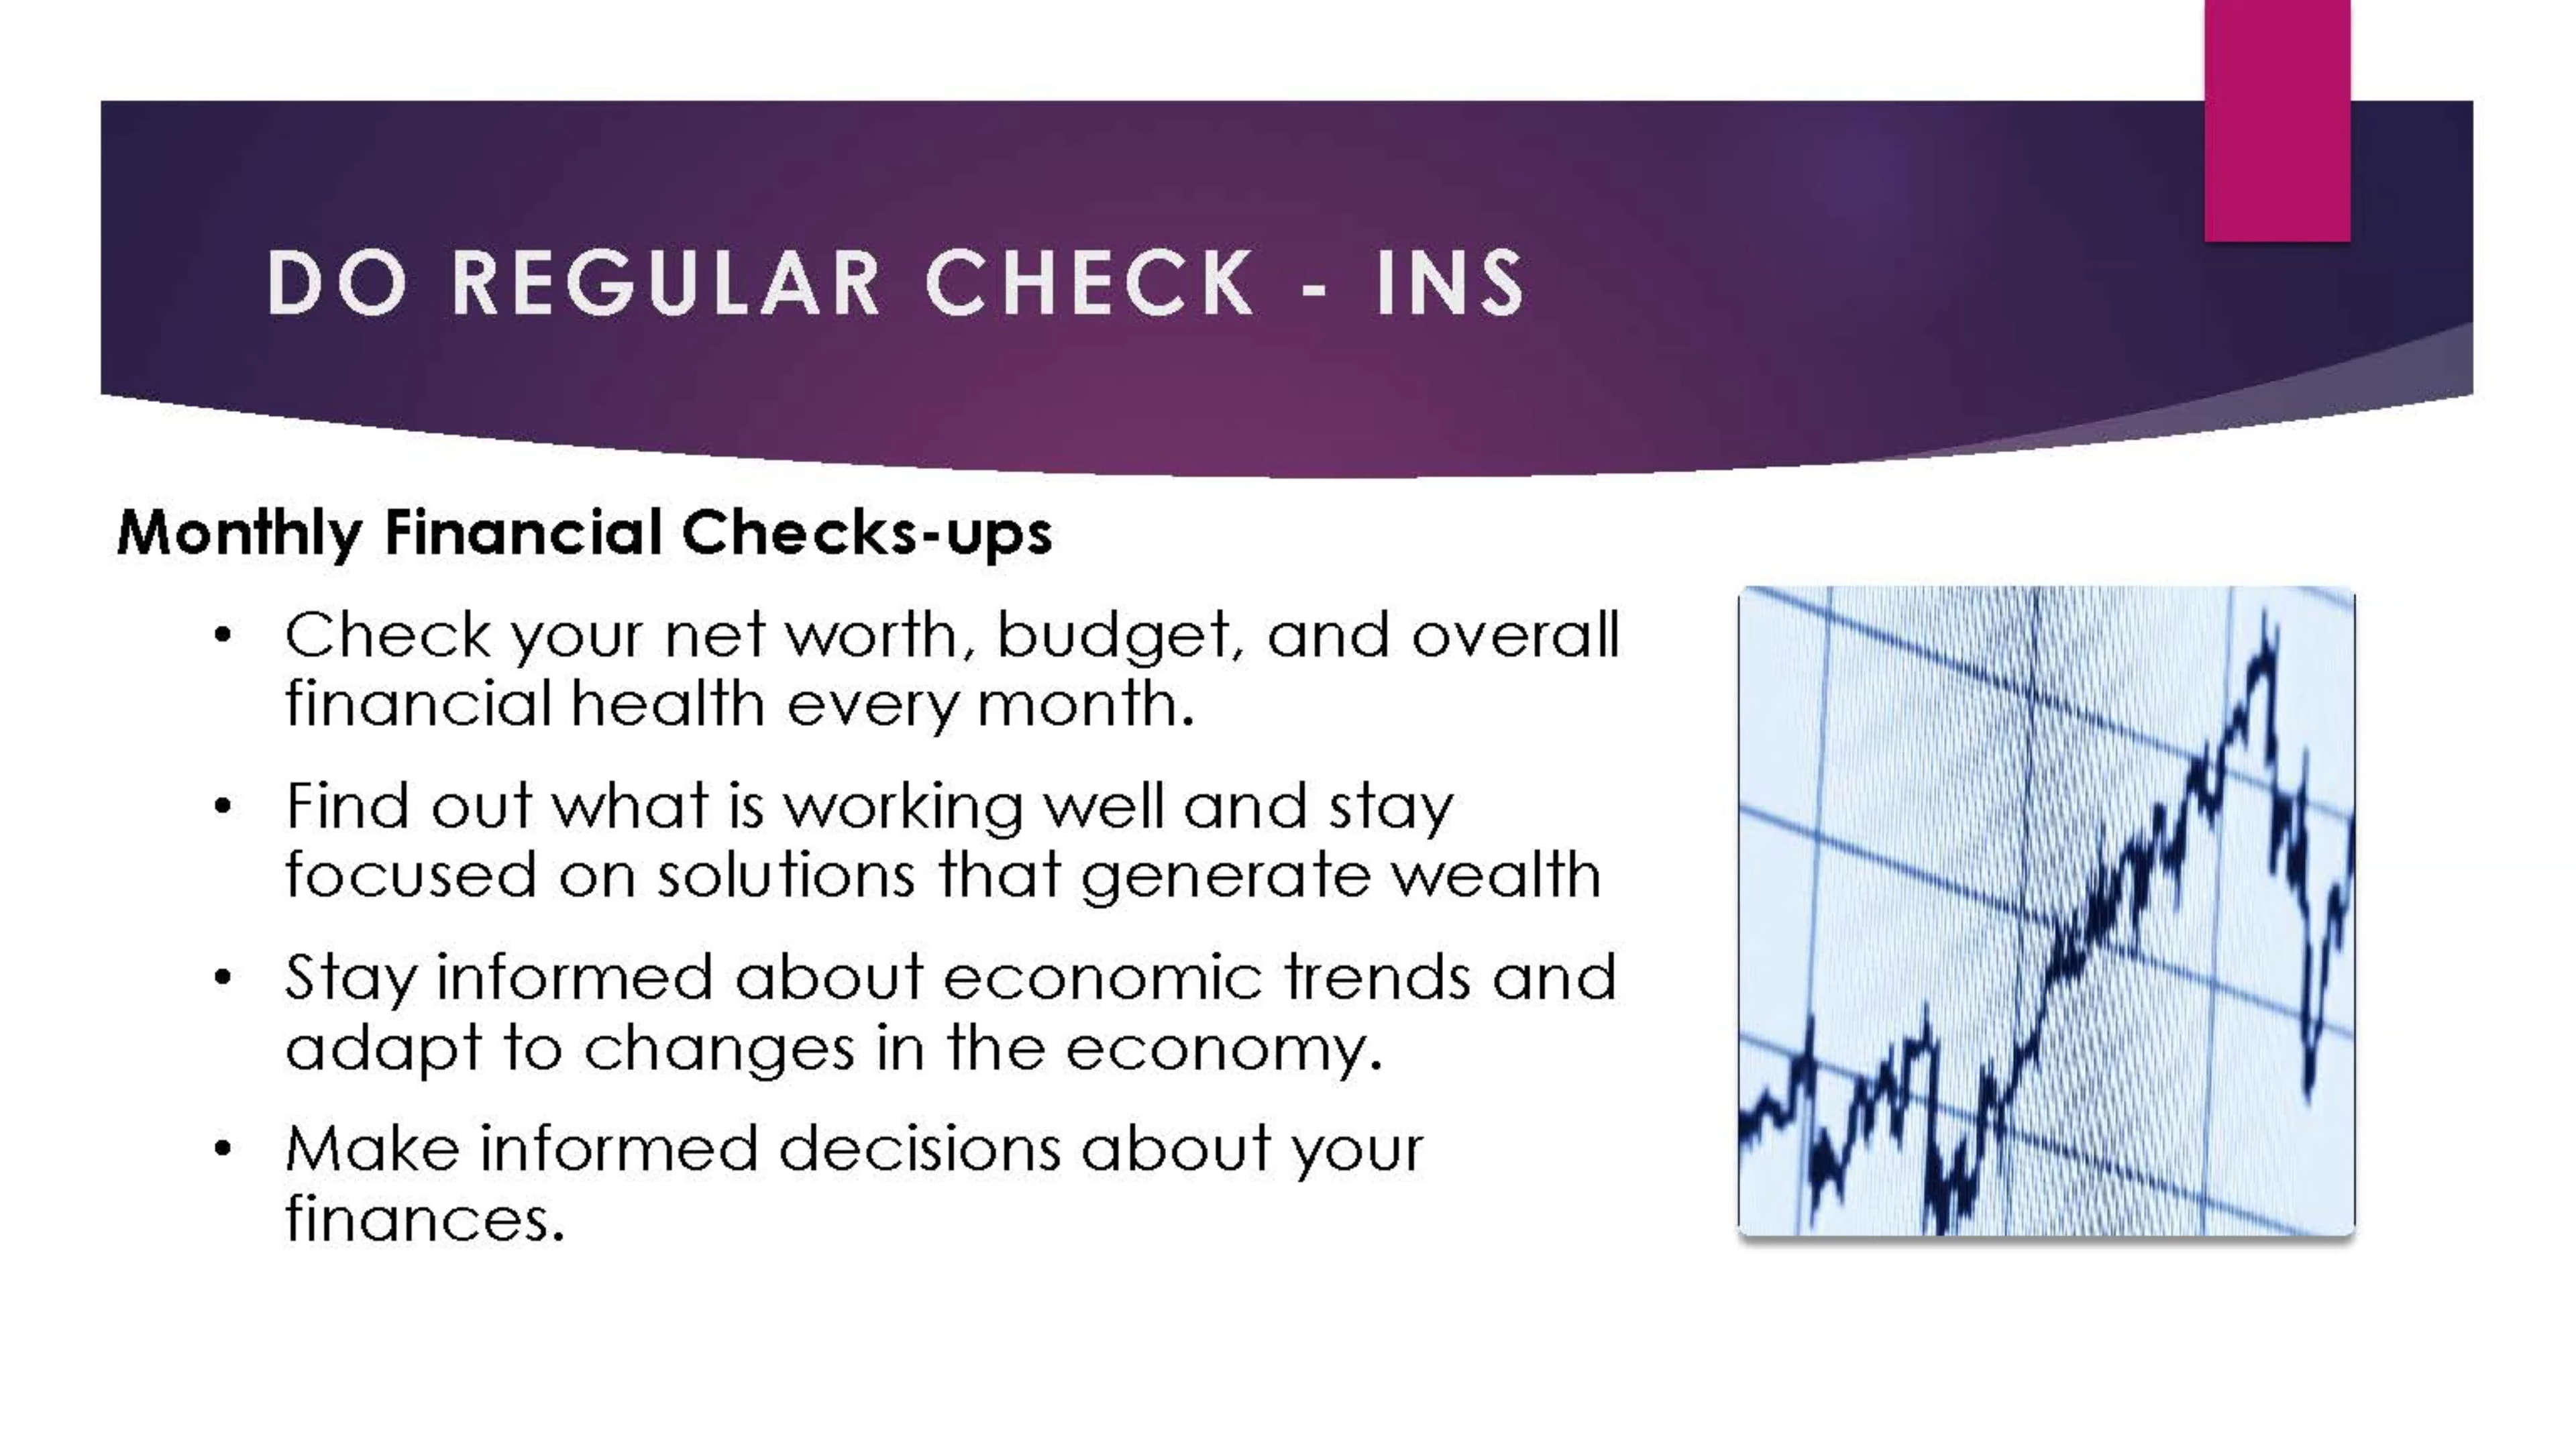 DO REGULAR CHECK - INS
Monthly Financial Checks-ups
• Check your net worth, budget, and overall
financial health every month.
• Find out what is working well and stay
focused on solutions that generate wealth
• Stay informed about economic trends and
adapt to changes in the economy.
• Make informed decisions about your
finances.